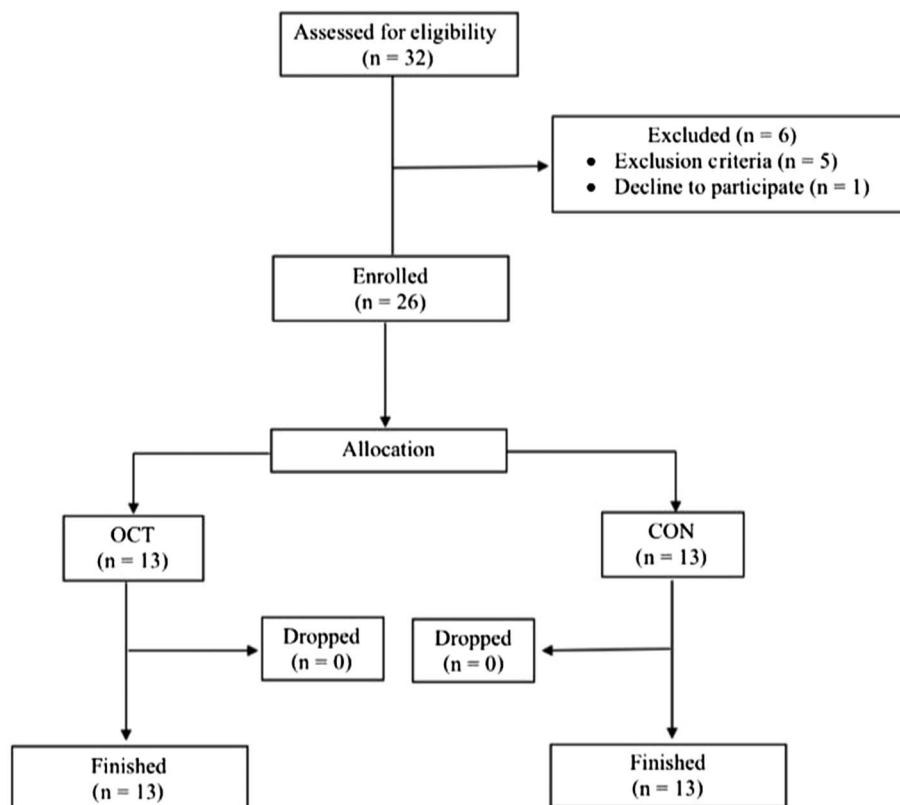 Assessed for eligibility
(n = 32)
Excluded (n = 6)
• Exclusion criteria (n = 5)
• Decline to participate (n = 1)
Enrolled
(n = 26)
Allocation
OCT
(n = 13)
CON
(n = 13)
Dropped
(n = 0)
Dropped
(n = 0)
Finished
(n = 13)
Finished
(n = 13)